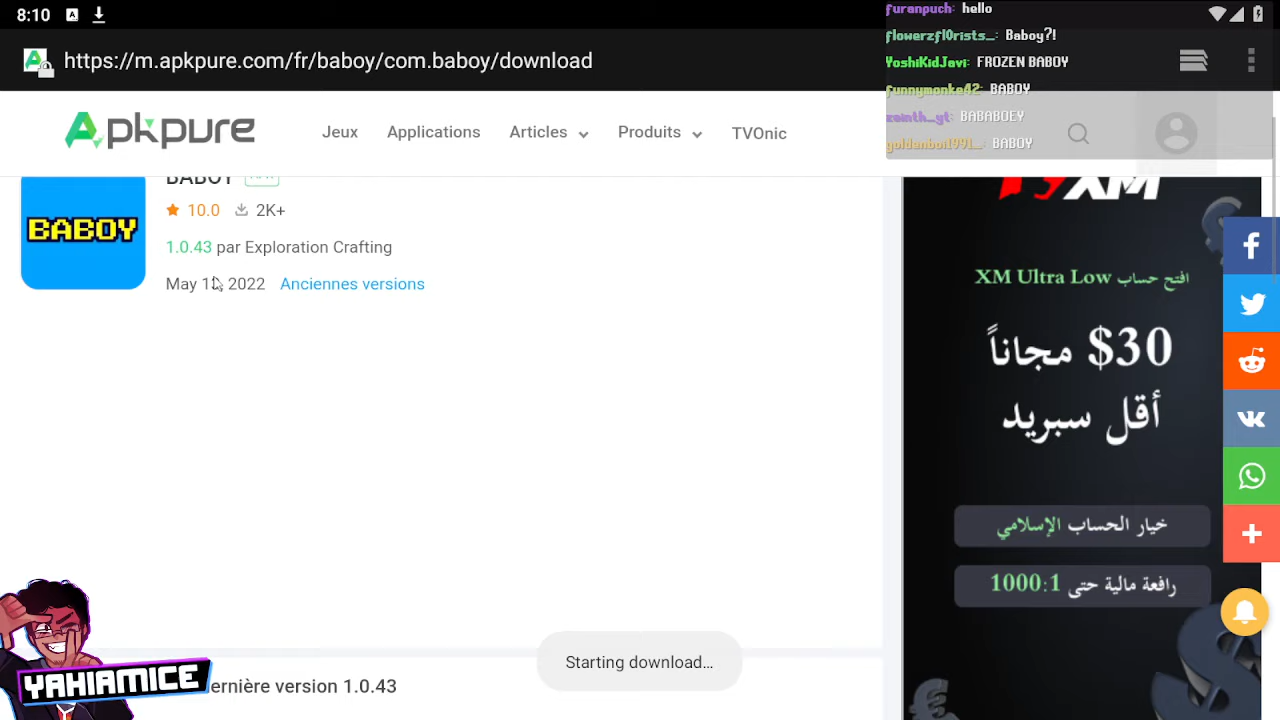 8:10
furanpuch: hello
flowerzfl0rists_: Baboy?!
YoshiKidJavi: FROZEN BABOY
funnymonke42: BABOY
zointh_yt: BABABOEY
goldenboi1991_: BABOY
https://m.apkpure.com/fr/baboy/com.baboy/download
Apkpure
Jeux
Applications
Articles
Produits
TVOnic
BABOY
BABOY
10.0
2K+
1.0.43 par Exploration Crafting
2022
Anciennes versions
XM
افتح حساب XM Ultra Low
$30 مجاناً
أقل سبريد
خيار الحساب الإسلامي
رافعة مالية حتى 1000:1
Starting download...
YAHIAMICE
ernière version 1.0.43